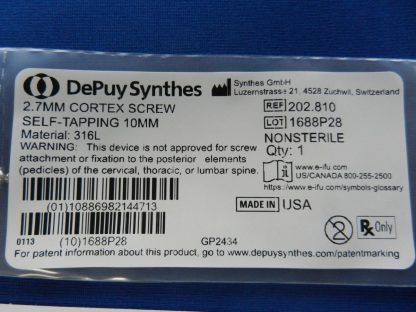 DePuy Synthes
Synthes GmbH
Luzernstrasse 21, 4528 Zuchwil, Switzerland
2.7MM CORTEX SCREW
SELF-TAPPING 10MM
Material: 316L
REF 202.810
LOT 1688P28
NONSTERILE
Qty: 1
WARNING: This device is not approved for screw
attachment or fixation to the posterior elements
(pedicles) of the cervical, thoracic, or lumbar spine.
www.e-ifu.com
US/CANADA 800-255-2500
https://www.e-ifu.com/symbols-glossary
(01)10886982144713
MADE IN USA
2
Rx Only
0113
(10)1688P28
GP2434
For patent information about this product, go to www.depuysynthes.com/patentmarking